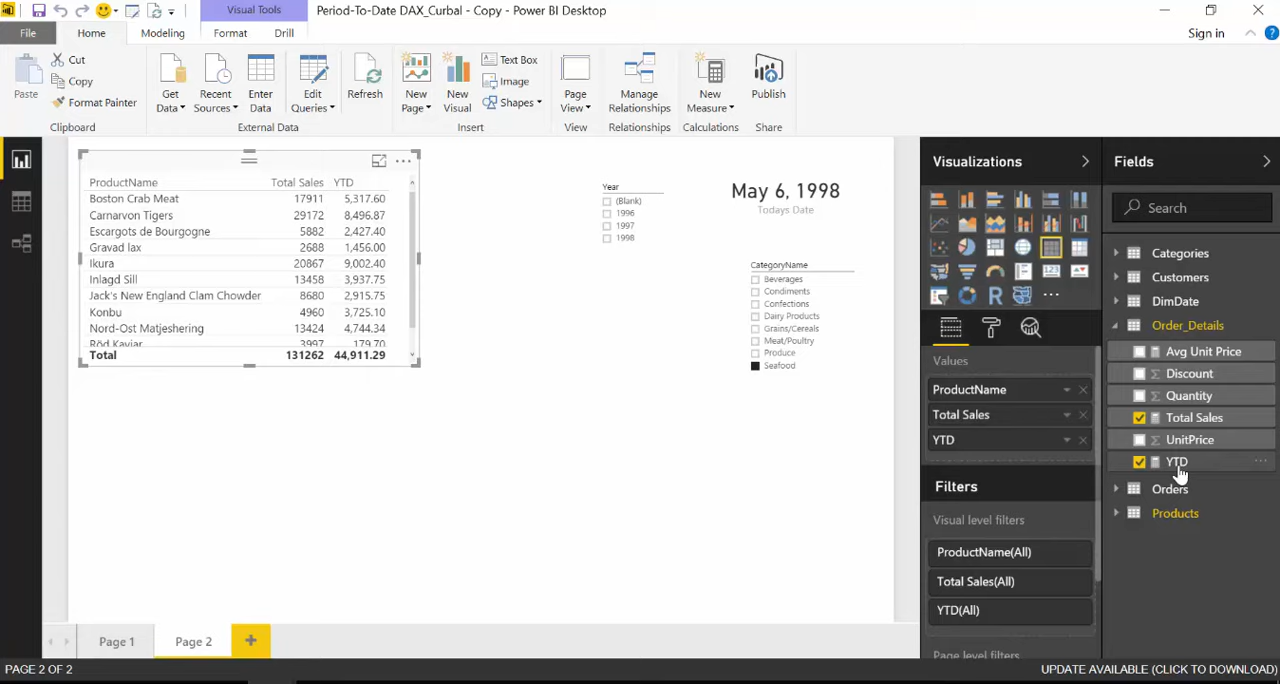 Visual Tools
Period-To-Date DAX_Curbal - Copy - Power BI Desktop
File
Home
Modeling
Format
Drill
Sign in
Paste
Cut
Copy
Format Painter
Clipboard
Get Data
Recent Sources
Enter Data
Edit Queries
Refresh
External Data
New Page
New Visual
Text Box
Image
Shapes
Insert
Page View
View
Manage Relationships
Relationships
New Measure
Calculations
Publish
Share
ProductName Total Sales YTD
Boston Crab Meat 17911 5,317.60
Carnarvon Tigers 29172 8,496.87
Escargots de Bourgogne 5882 2,427.40
Gravad lax 2688 1,456.00
Ikura 20867 9,002.40
Inlagd Sill 13458 3,937.75
Jack's New England Clam Chowder 8680 2,915.75
Konbu 4960 3,725.10
Nord-Ost Matjeshering 13424 4,744.34
Röd Kaviar 3997 179.70
Total 131262 44,911.29
Year
(Blank)
1996
1997
1998
May 6, 1998
Todays Date
CategoryName
Beverages
Condiments
Confections
Dairy Products
Grains/Cereals
Meat/Poultry
Produce
Seafood
Visualizations
R
Values
ProductName
Total Sales
YTD
Filters
Visual level filters
ProductName(All)
Total Sales(All)
YTD(All)
Page level filters
Fields
Search
Categories
Customers
DimDate
Order_Details
Avg Unit Price
Discount
Quantity
Total Sales
UnitPrice
YTD
Orders
Products
Page 1
Page 2
PAGE 2 OF 2
UPDATE AVAILABLE (CLICK TO DOWNLOAD)